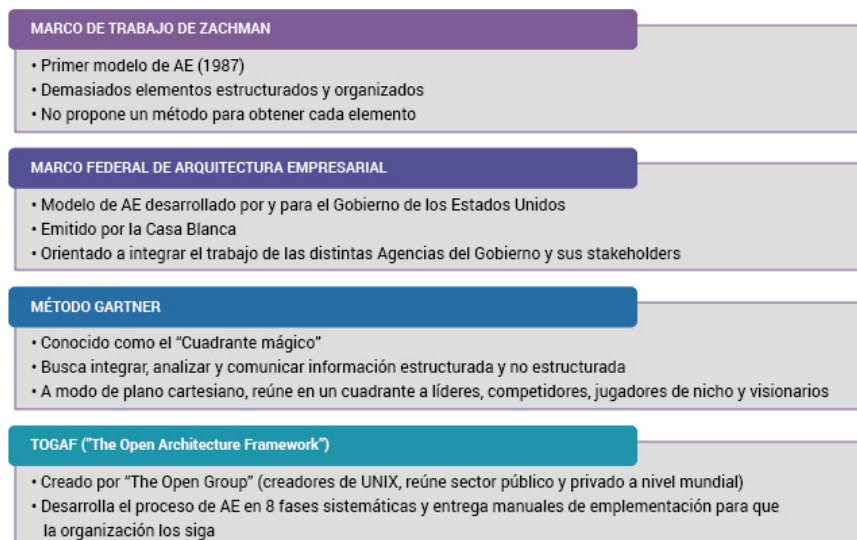 MARCO DE TRABAJO DE ZACHMAN
• Primer modelo de AE (1987)
• Demasiados elementos estructurados y organizados
• No propone un método para obtener cada elemento
MARCO FEDERAL DE ARQUITECTURA EMPRESARIAL
• Modelo de AE desarrollado por y para el Gobierno de los Estados Unidos
• Emitido por la Casa Blanca
• Orientado a integrar el trabajo de las distintas Agencias del Gobierno y sus stakeholders
MÉTODO GARTNER
• Conocido como el “Cuadrante mágico”
• Busca integrar, analizar y comunicar información estructurada y no estructurada
• A modo de plano cartesiano, reúne en un cuadrante a líderes, competidores, jugadores de nicho y visionarios
TOGAF ("The Open Architecture Framework")
• Creado por “The Open Group” (creadores de UNIX, reúne sector público y privado a nivel mundial)
• Desarrolla el proceso de AE en 8 fases sistemáticas y entrega manuales de emplementación para que
la organización los siga